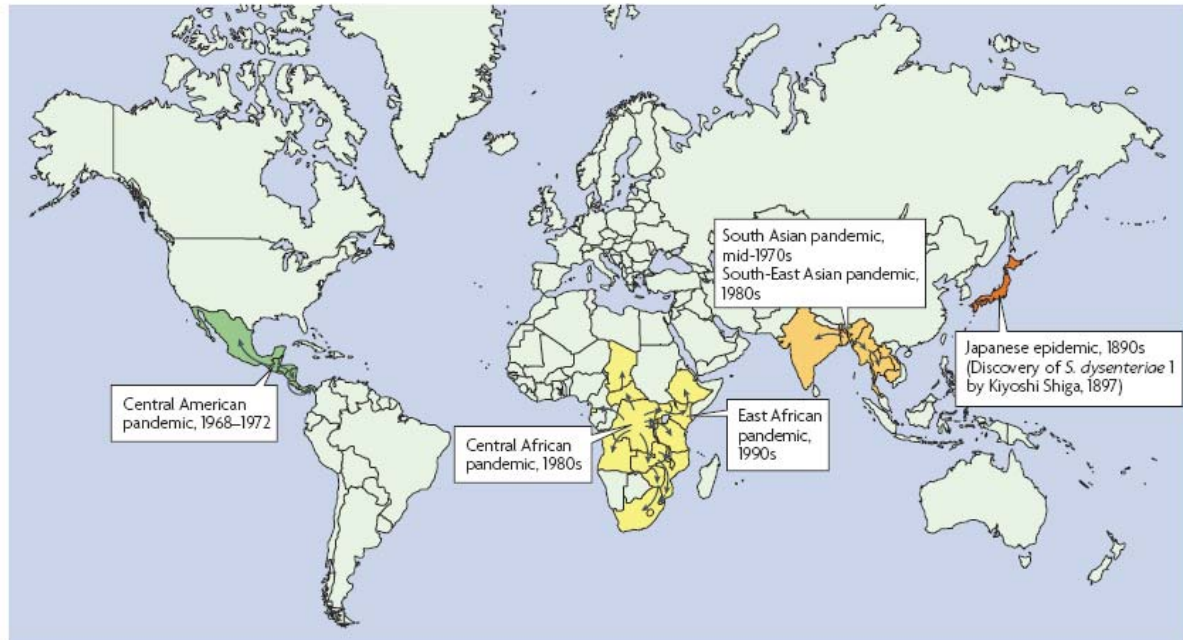 South Asian pandemic,
mid-1970s
South-East Asian pandemic,
1980s
Japanese epidemic, 1890s
(Discovery of S. dysenteriae 1
by Kiyoshi Shiga, 1897)
Central American
pandemic, 1968–1972
Central African
pandemic, 1980s
East African
pandemic,
1990s